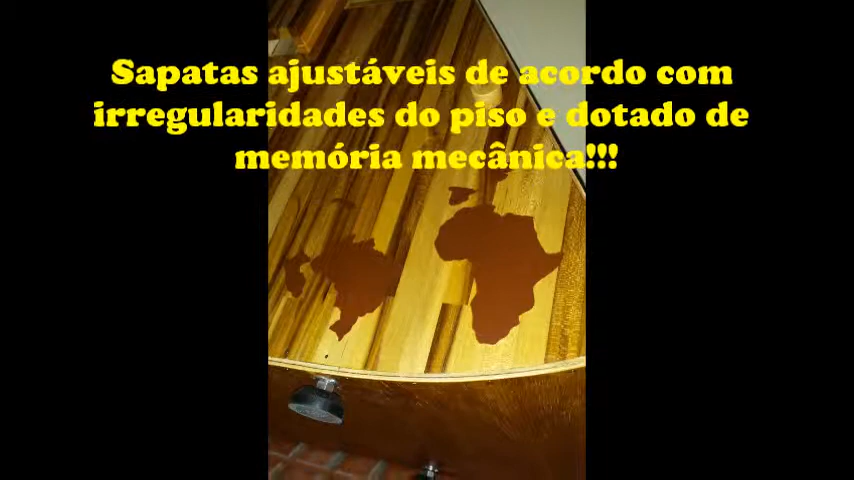 Sapatas ajustáveis de acordo com
irregularidades do piso e dotado de
memória mecânica!!!